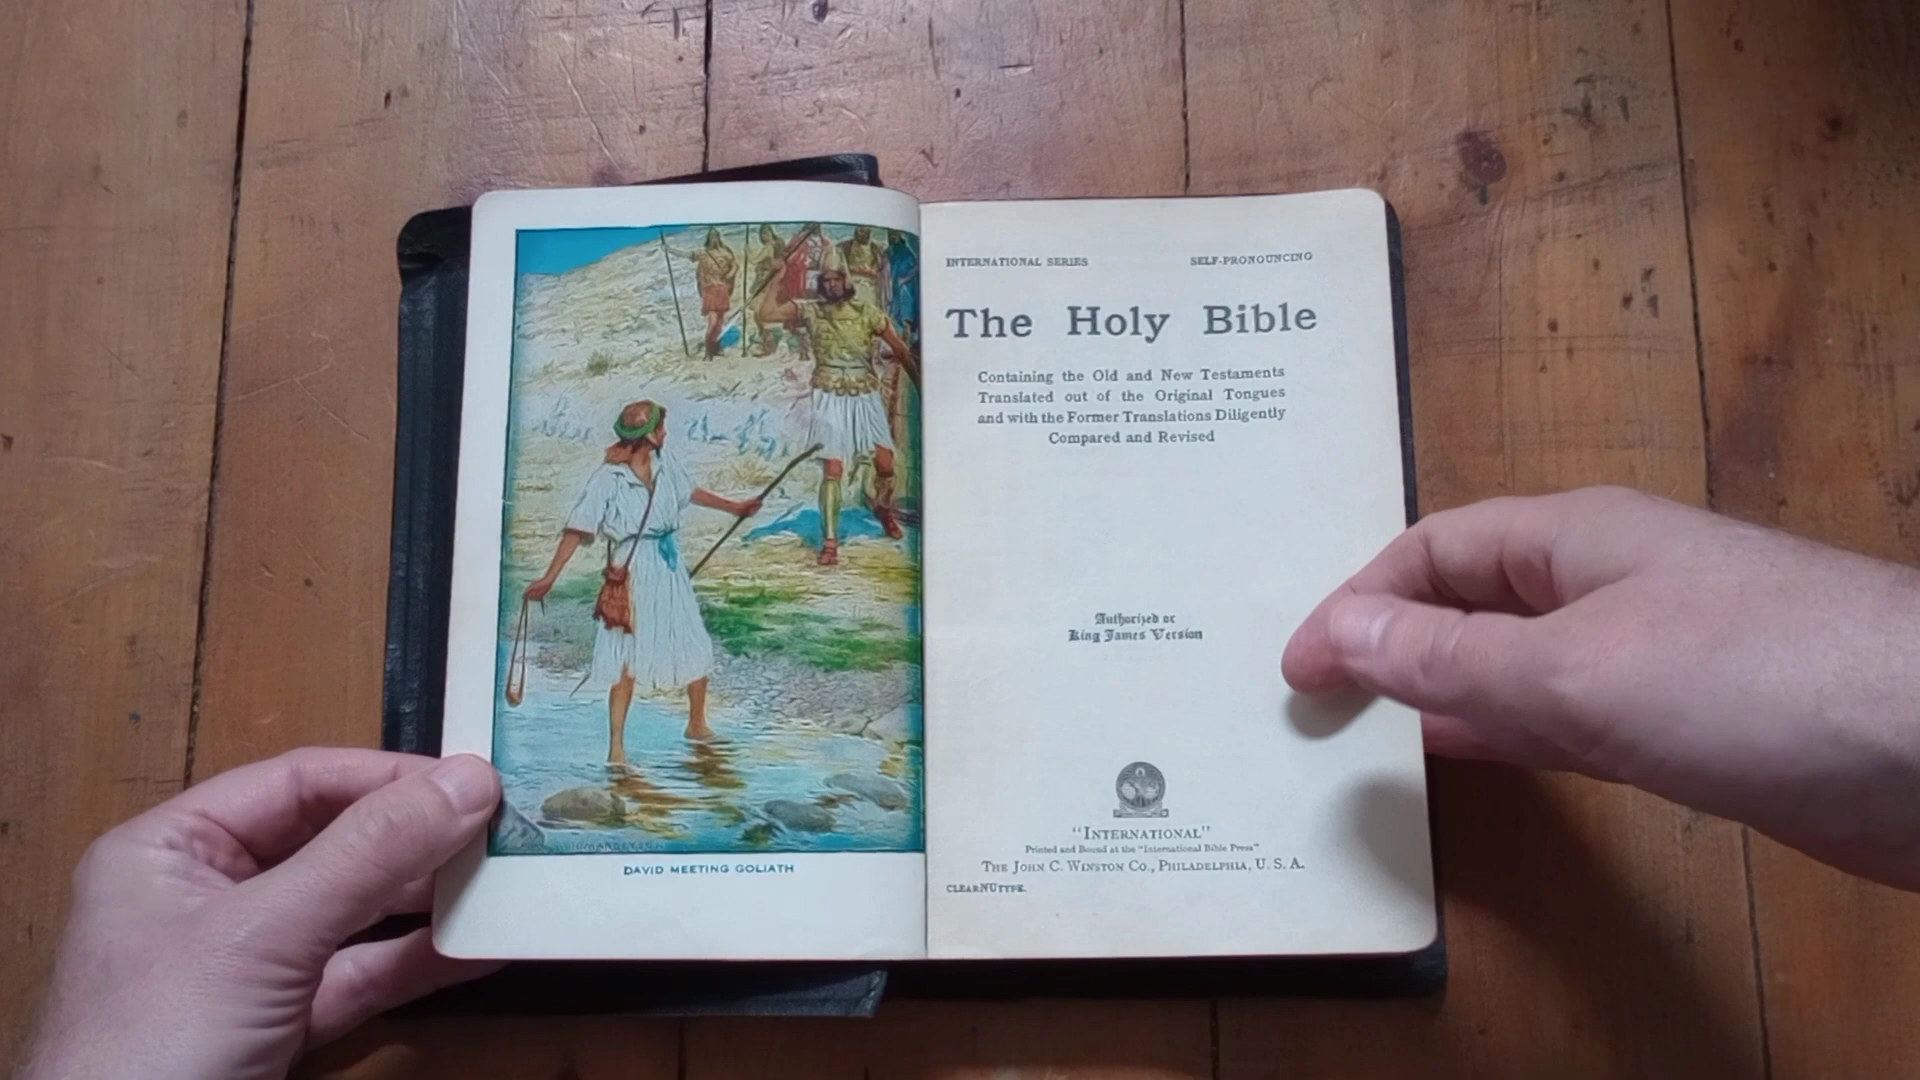 DAVID MEETING GOLIATH
INTERNATIONAL SERIES SELF-PRONOUNCING
The Holy Bible
Containing the Old and New Testaments
Translated out of the Original Tongues
and with the Former Translations Diligently
Compared and Revised
Authorized or
King James Version
"INTERNATIONAL"
Printed and Bound at the "International Bible Press"
THE JOHN C. WINSTON CO., PHILADELPHIA, U. S. A.
CLEARNUTYPE.